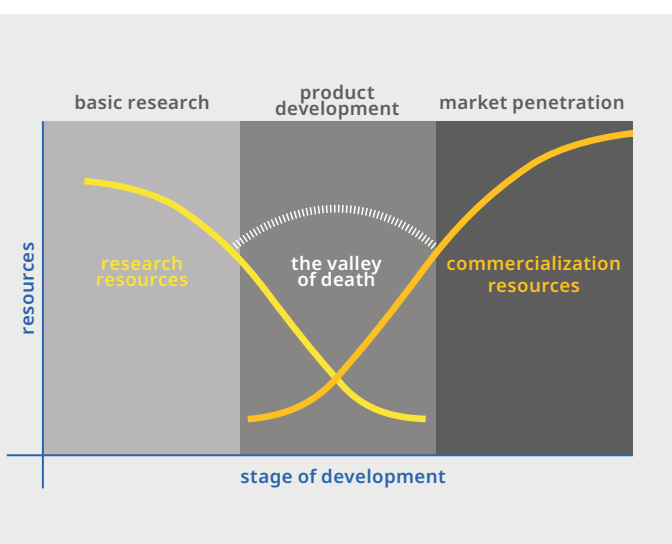 basic research
product
development
market penetration
resources
research
resources
the valley
of death
commercialization
resources
stage of development